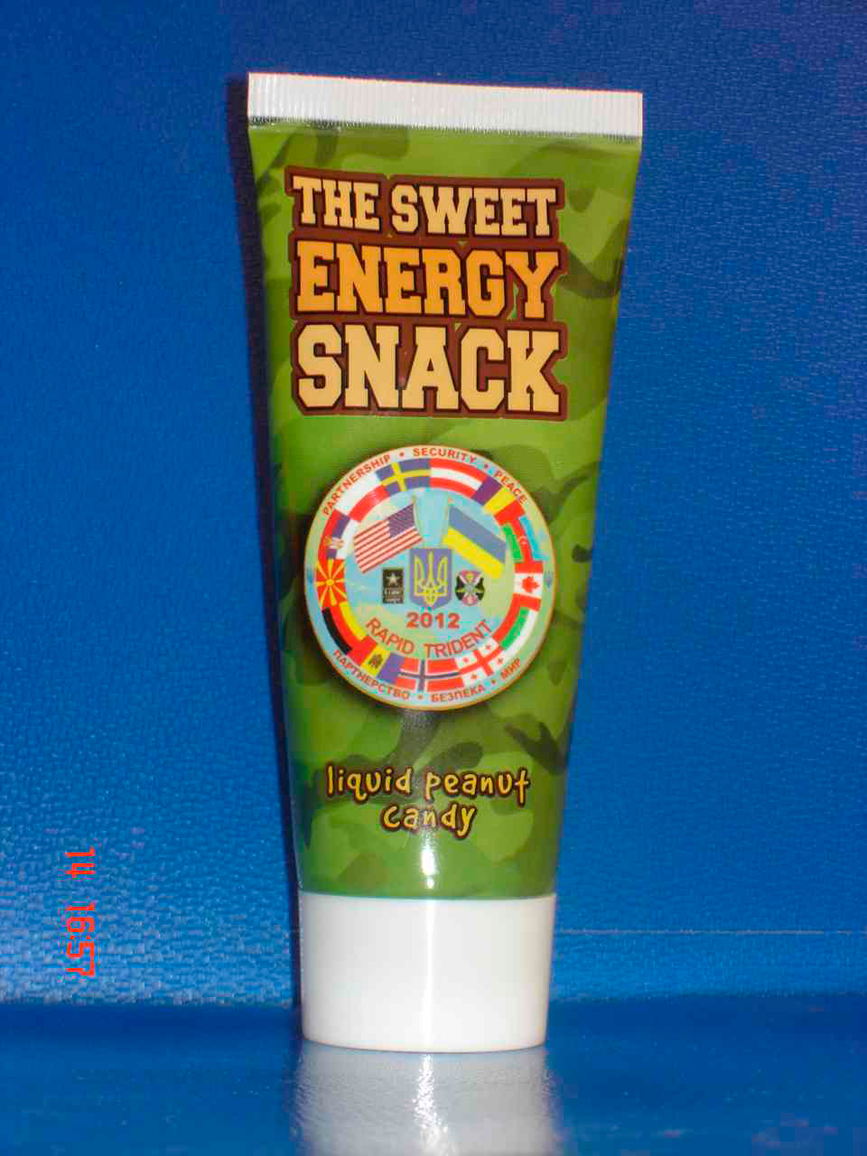 THE SWEET
ENERGY
SNACK
PARTNERSHIP • SECURITY • PEACE
2012
RAPID TRIDENT
ПАРТНЕРСТВО • БЕЗПЕКА • МИР
liquid peanut
candy
14 16:57